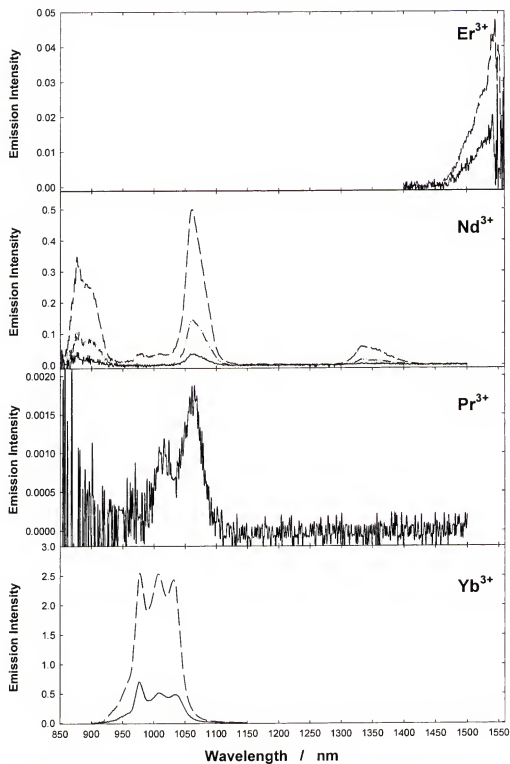 0.05
Er3+
0.04
0.03
0.02
0.01
0.00
Emission Intensity
0.5
Nd3+
0.4
0.3
0.2
0.1
0.0
Emission Intensity
0.0020
Pr3+
0.0015
0.0010
0.0005
0.0000
Emission Intensity
3.0
Yb3+
2.5
2.0
1.5
1.0
0.5
0.0
Emission Intensity
850 900 950 1000 1050 1100 1150 1200 1250 1300 1350 1400 1450 1500 1550
Wavelength / nm